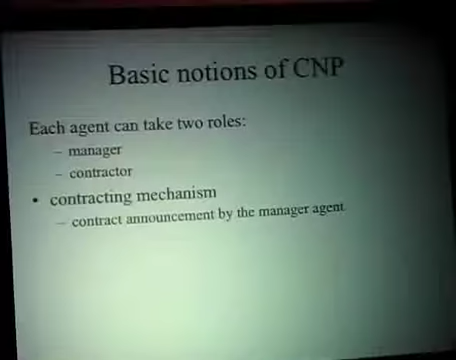 Basic notions of CNP
Each agent can take two roles:
– manager
– contractor
• contracting mechanism
– contract announcement by the manager agent